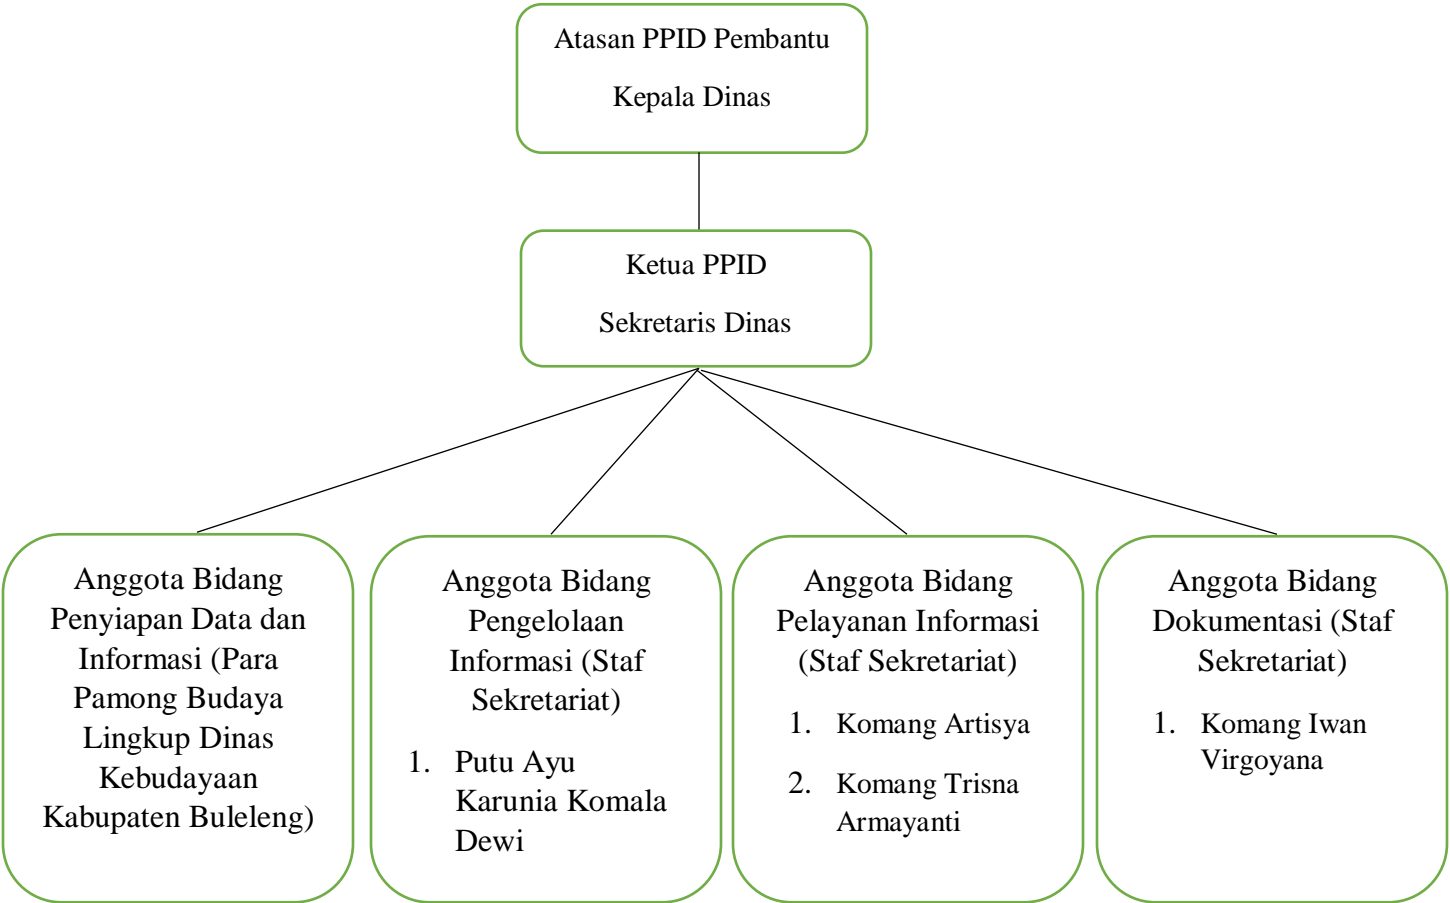 Atasan PPID Pembantu
Kepala Dinas
Ketua PPID
Sekretaris Dinas
Anggota Bidang
Penyiapan Data dan
Informasi (Para
Pamong Budaya
Lingkup Dinas
Kebudayaan
Kabupaten Buleleng)
Anggota Bidang
Pengelolaan
Informasi (Staf
Sekretariat)
1. Putu Ayu
Karunia Komala
Dewi
Anggota Bidang
Pelayanan Informasi
(Staf Sekretariat)
1. Komang Artisya
2. Komang Trisna
Armayanti
Anggota Bidang
Dokumentasi (Staf
Sekretariat)
1. Komang Iwan
Virgoyana